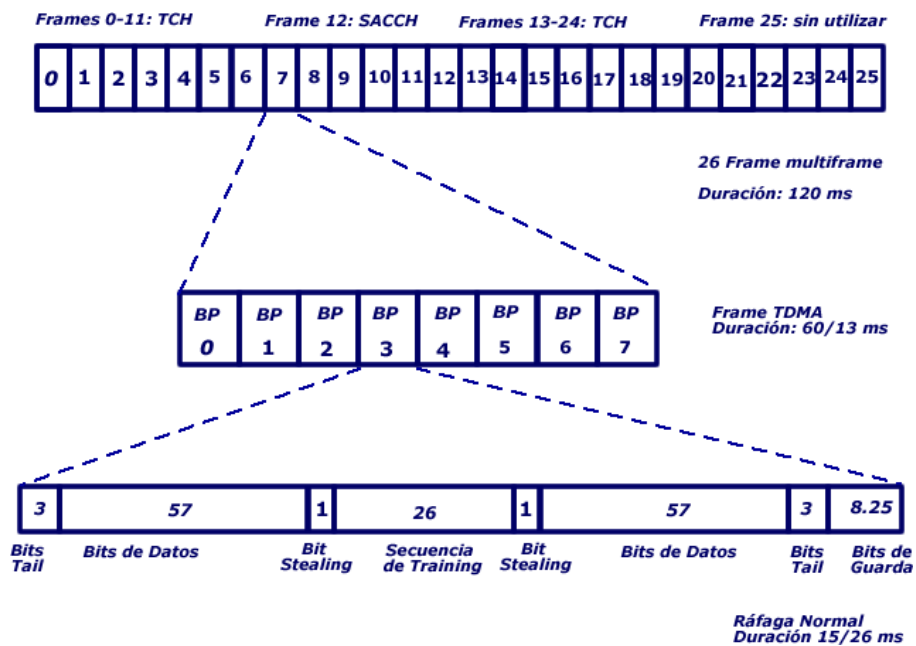 Frames 0-11: TCH Frame 12: SACCH Frames 13-24: TCH Frame 25: sin utilizar
0 1 2 3 4 5 6 7 8 9 10 11 12 13 14 15 16 17 18 19 20 21 22 23 24 25
26 Frame multiframe
Duración: 120 ms
BP BP BP BP BP BP BP BP
0 1 2 3 4 5 6 7
Frame TDMA
Duración: 60/13 ms
3 57 1 26 1 57 3 8.25
Bits Tail
Bits de Datos
Bit Stealing
Secuencia de Training
Bit Stealing
Bits de Datos
Bits Tail
Bits de Guarda
Ráfaga Normal
Duración 15/26 ms